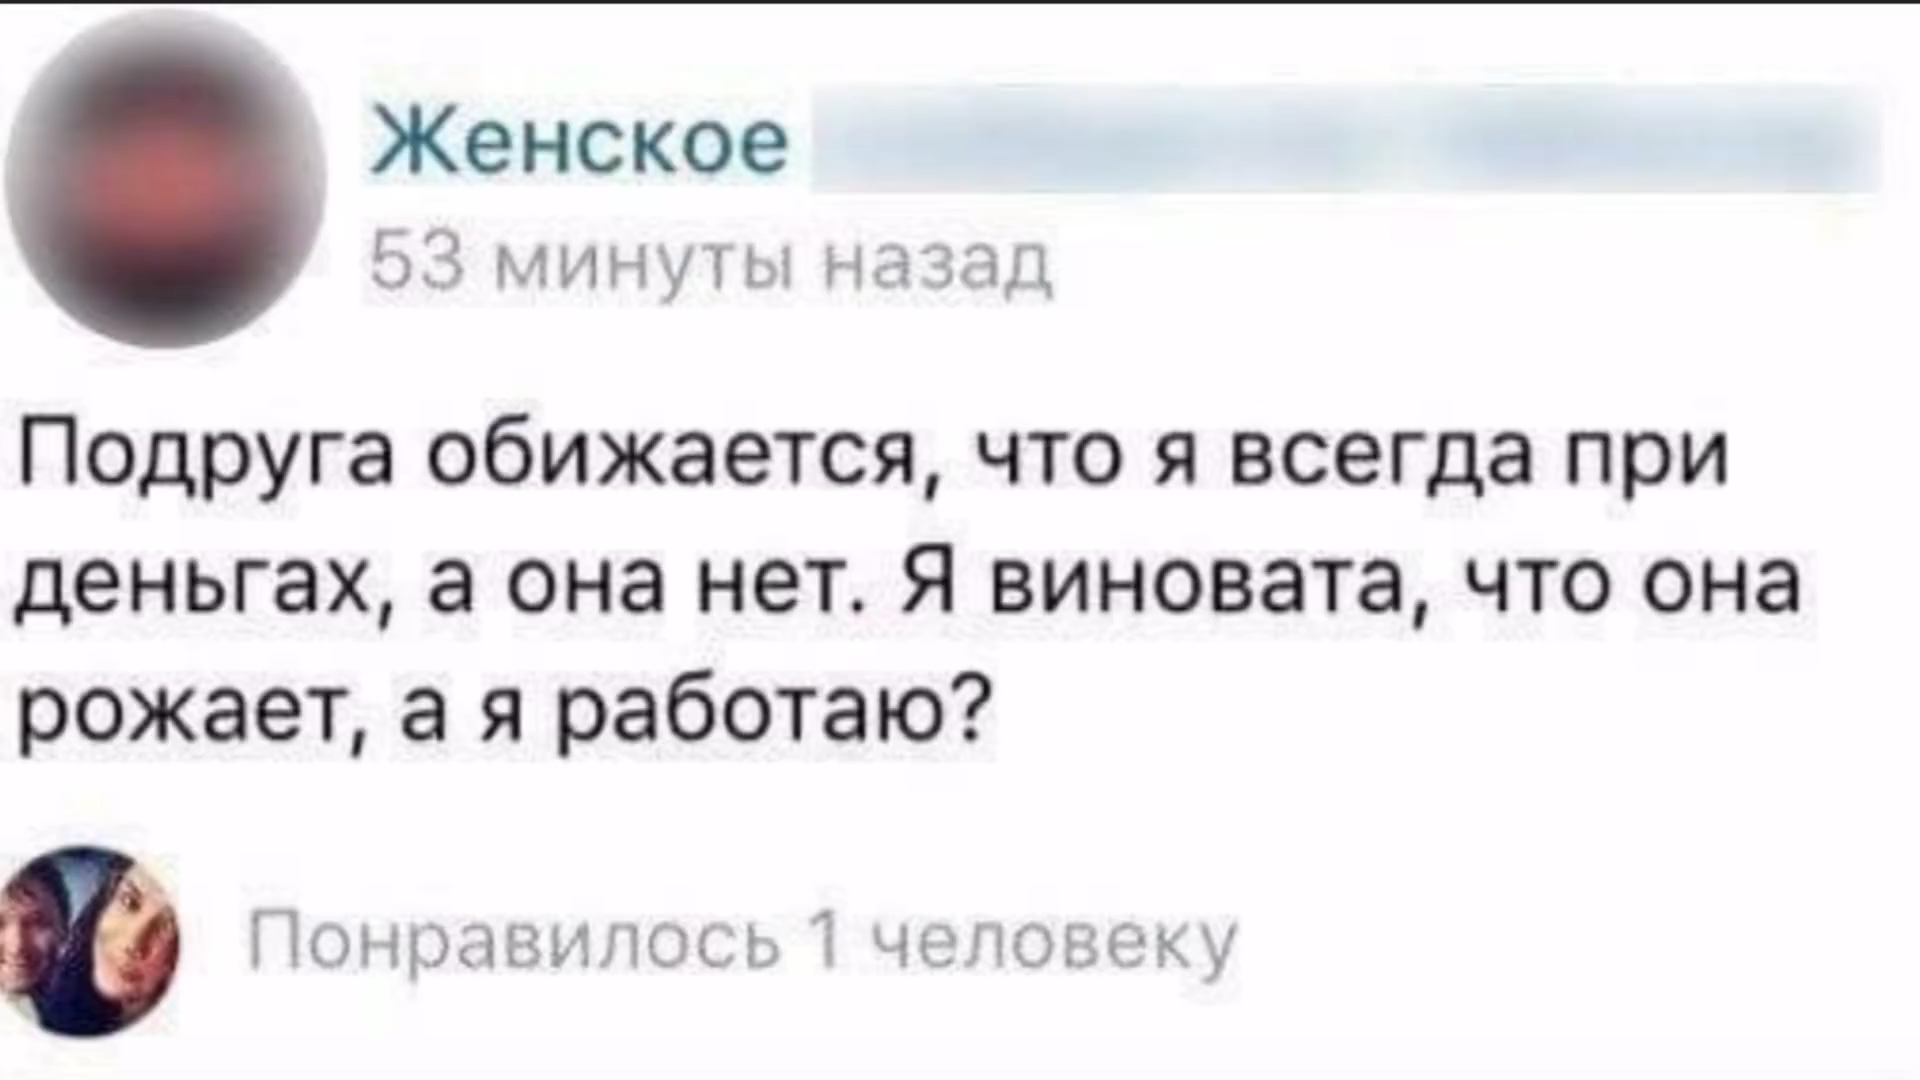 Женское
53 минуты назад
Подруга обижается, что я всегда при
деньгах, а она нет. Я виновата, что она
рожает, а я работаю?
Понравилось 1 человеку